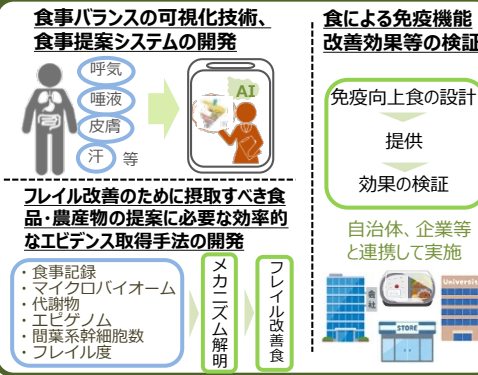 食事バランスの可視化技術、
食事提案システムの開発
呼気
唾液
皮膚
汗 等
AI
フレイル改善のために摂取すべき食
品・農産物の提案に必要な効率的
なエビデンス取得手法の開発
・食事記録
・マイクロバイオーム
・代謝物
・エピゲノム
・間葉系幹細胞数
・フレイル度
メカニズム解明
フレイル改善食
食による免疫機能
改善効果等の検証
免疫向上食の設計
提供
効果の検証
自治体、企業等
と連携して実施
会社
STORE
Universit